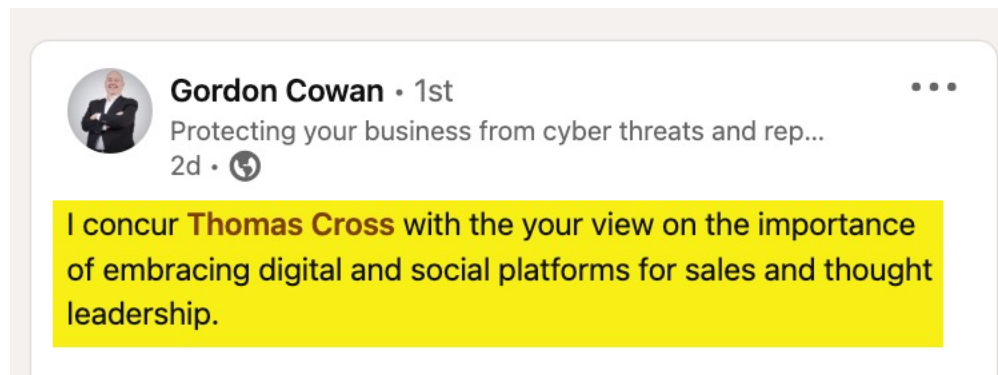 Gordon Cowan • 1st
Protecting your business from cyber threats and rep...
2d •
I concur Thomas Cross with the your view on the importance
of embracing digital and social platforms for sales and thought
leadership.